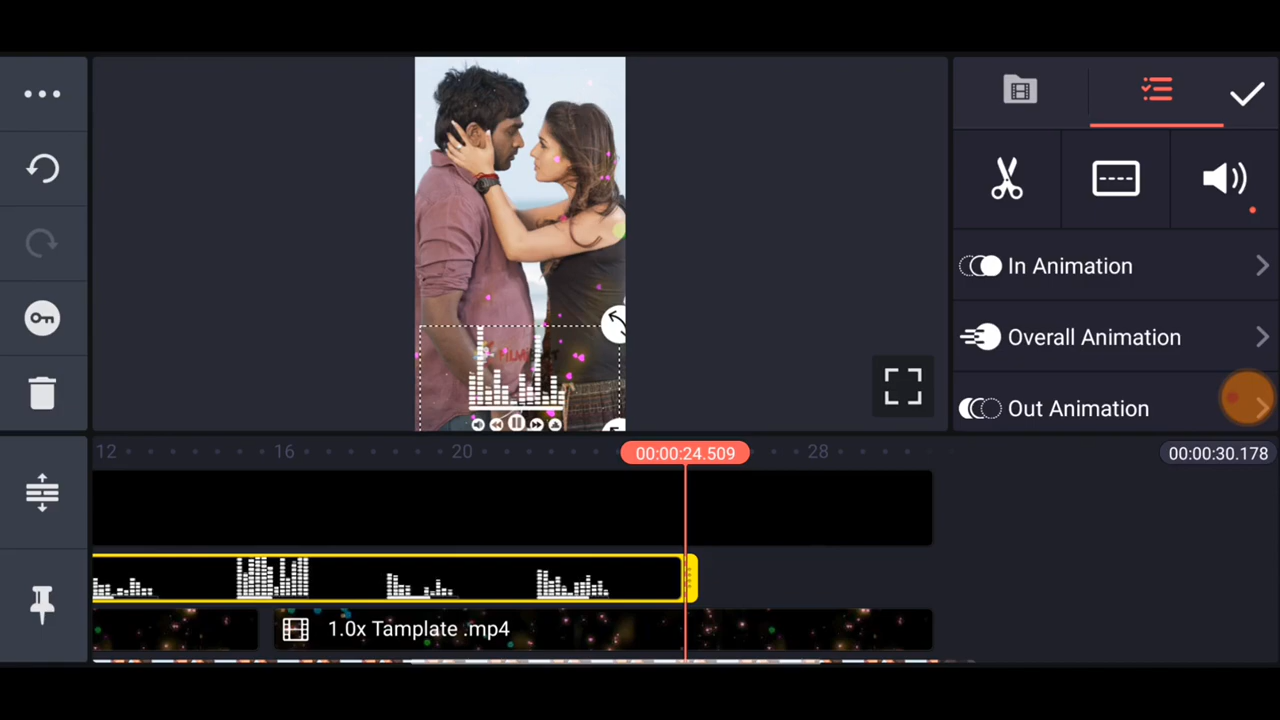 In Animation
Overall Animation
Out Animation
12
16
20
00:00:24.509
28
00:00:30.178
1.0x Tamplate .mp4